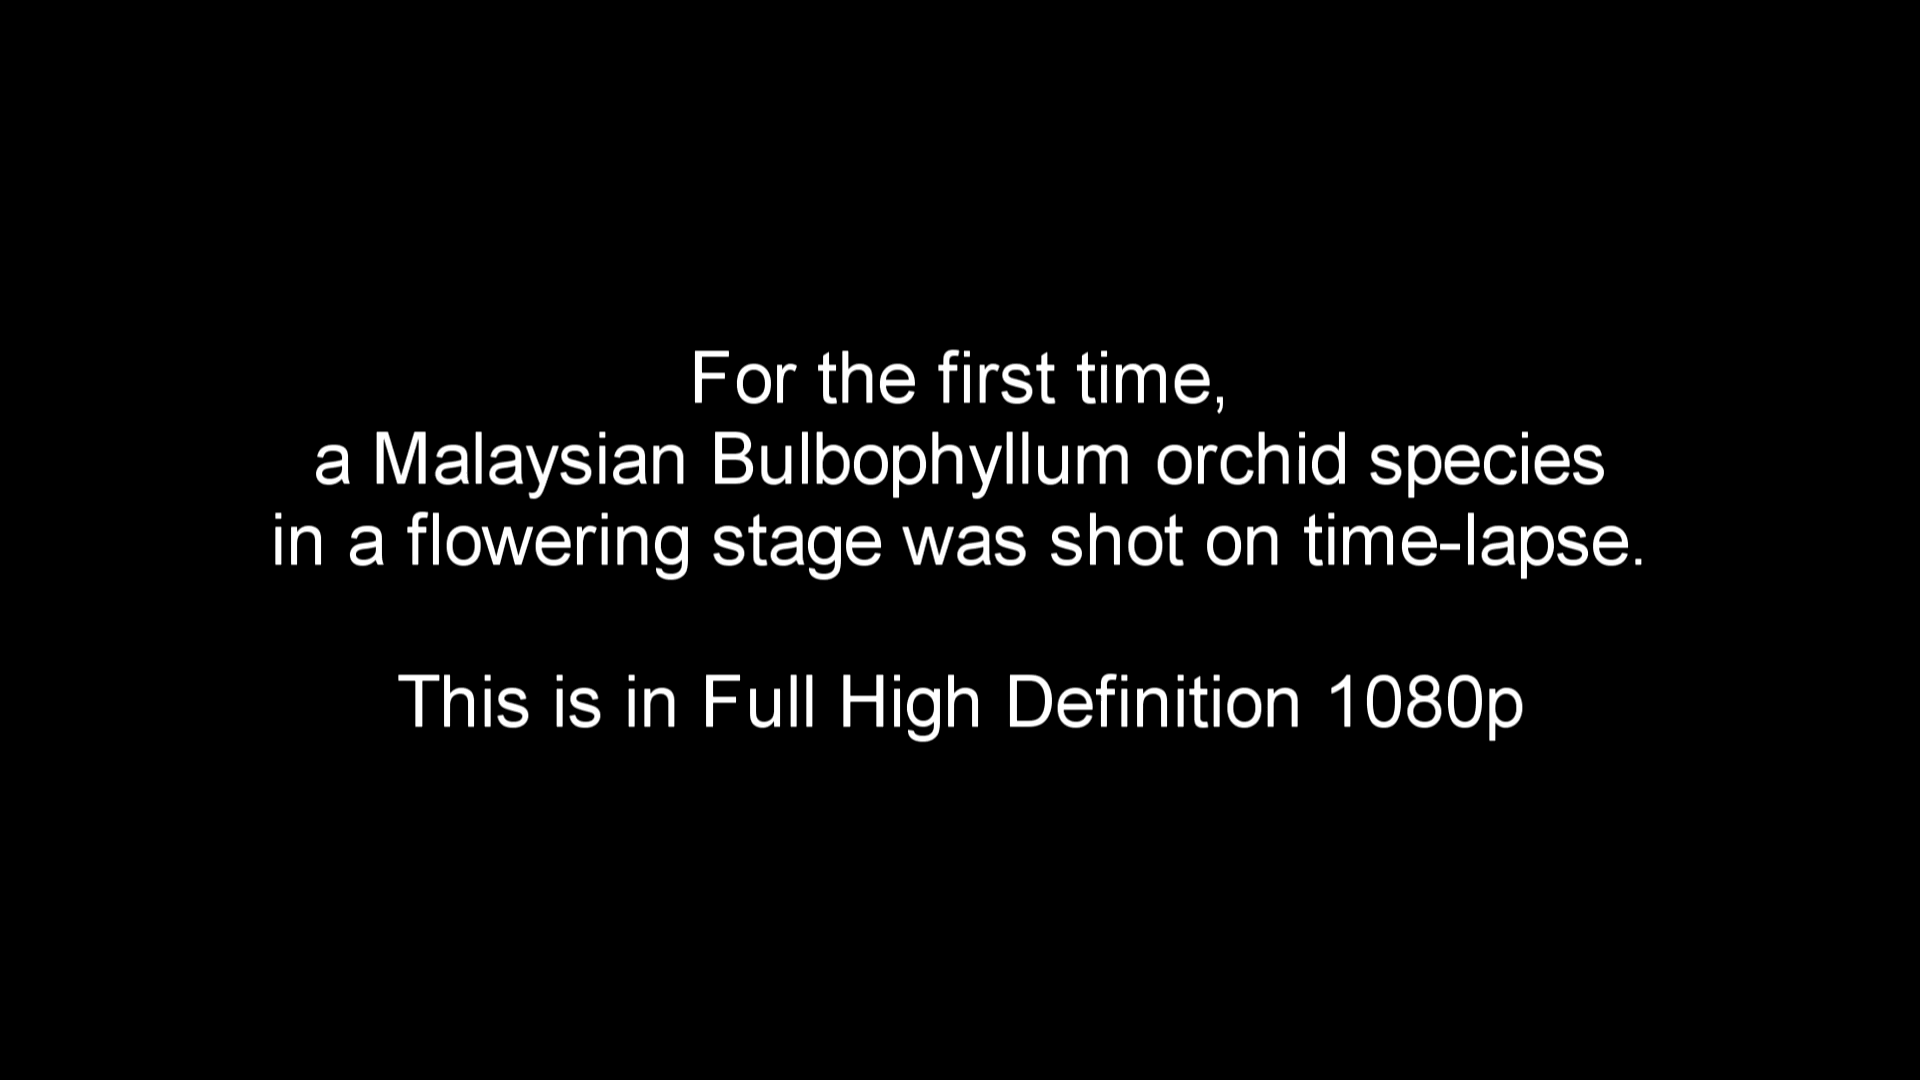 For the first time,
a Malaysian Bulbophyllum orchid species
in a flowering stage was shot on time-lapse.
This is in Full High Definition 1080p